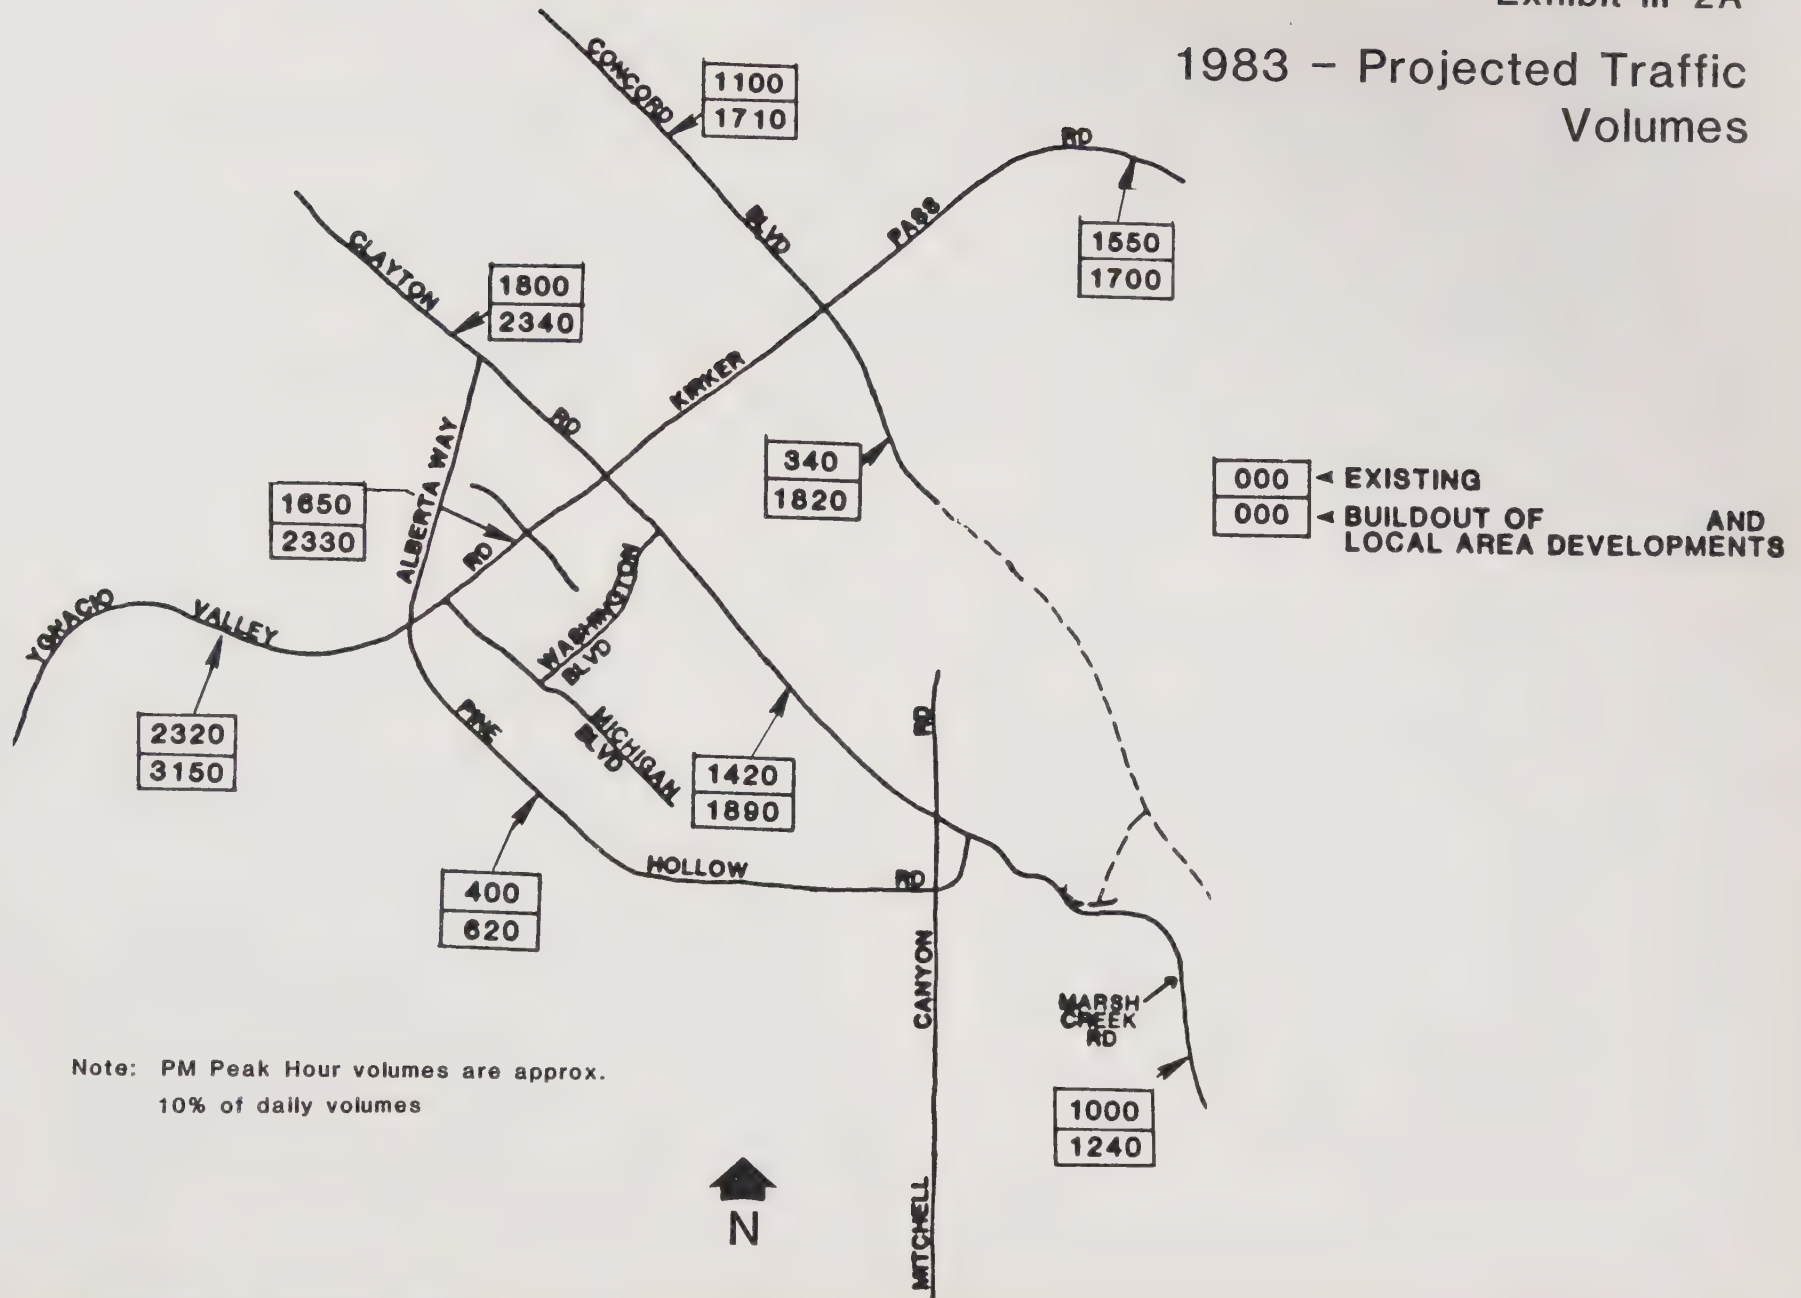 Exhibit III-2A
1983 - Projected Traffic
Volumes
CONCORD
BLVD
1100
1710
RD
PASS
KIRKER
1550
1700
CLAYTON
RD
1800
2340
ALBERTA WAY
1650
2330
RD
340
1820
000 EXISTING
000 BUILDOUT OF AND
LOCAL AREA DEVELOPMENTS
YGNACIO
VALLEY
2320
3150
WASHINGTON
BLVD
MICHIGAN
BLVD
PINE
HOLLOW
RD
1420
1890
400
620
RD
CANYON
MITCHELL
MARSH
CREEK
RD
1000
1240
Note: PM Peak Hour volumes are approx.
10% of daily volumes
N